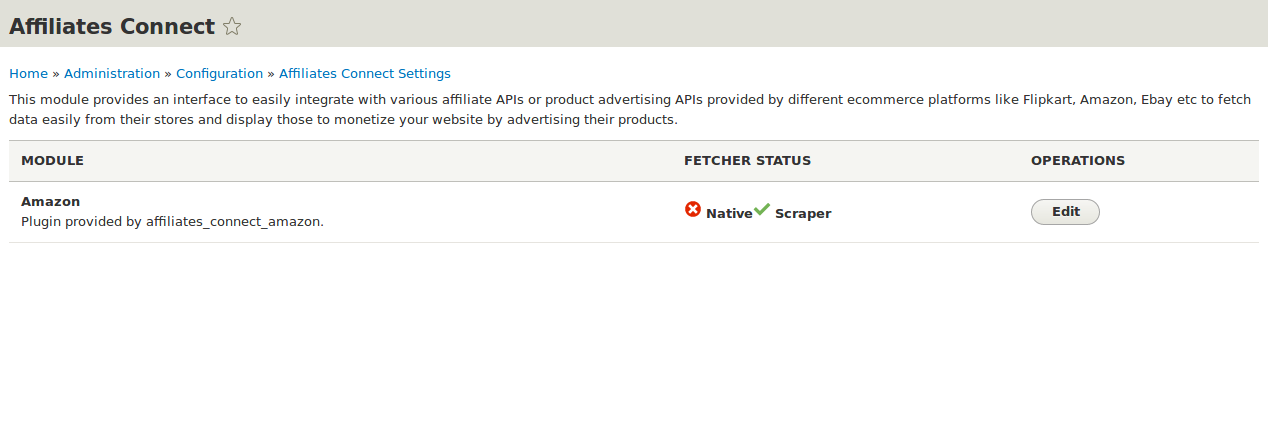 Affiliates Connect
Home » Administration » Configuration » Affiliates Connect Settings
This module provides an interface to easily integrate with various affiliate APIs or product advertising APIs provided by different ecommerce platforms like Flipkart, Amazon, Ebay etc to fetch
data easily from their stores and display those to monetize your website by advertising their products.
MODULE FETCHER STATUS OPERATIONS
Amazon
Plugin provided by affiliates_connect_amazon.
Native Scraper
Edit